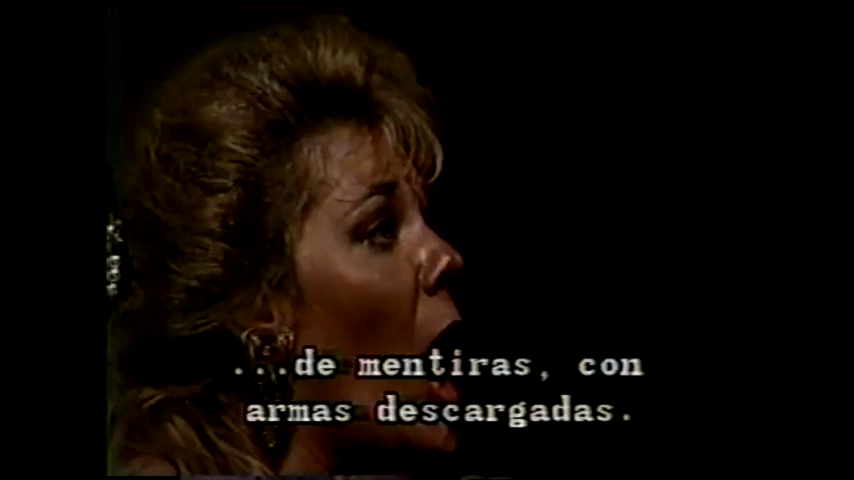 ...de mentiras, con
armas descargadas.